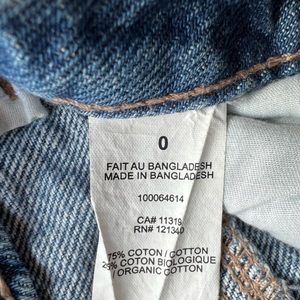 0
FAIT AU BANGLADESH
MADE IN BANGLADESH
100064614
CA# 11319
RN# 121340
75% COTON / COTTON
25% COTON BIOLOGIQUE
/ ORGANIC COTTON